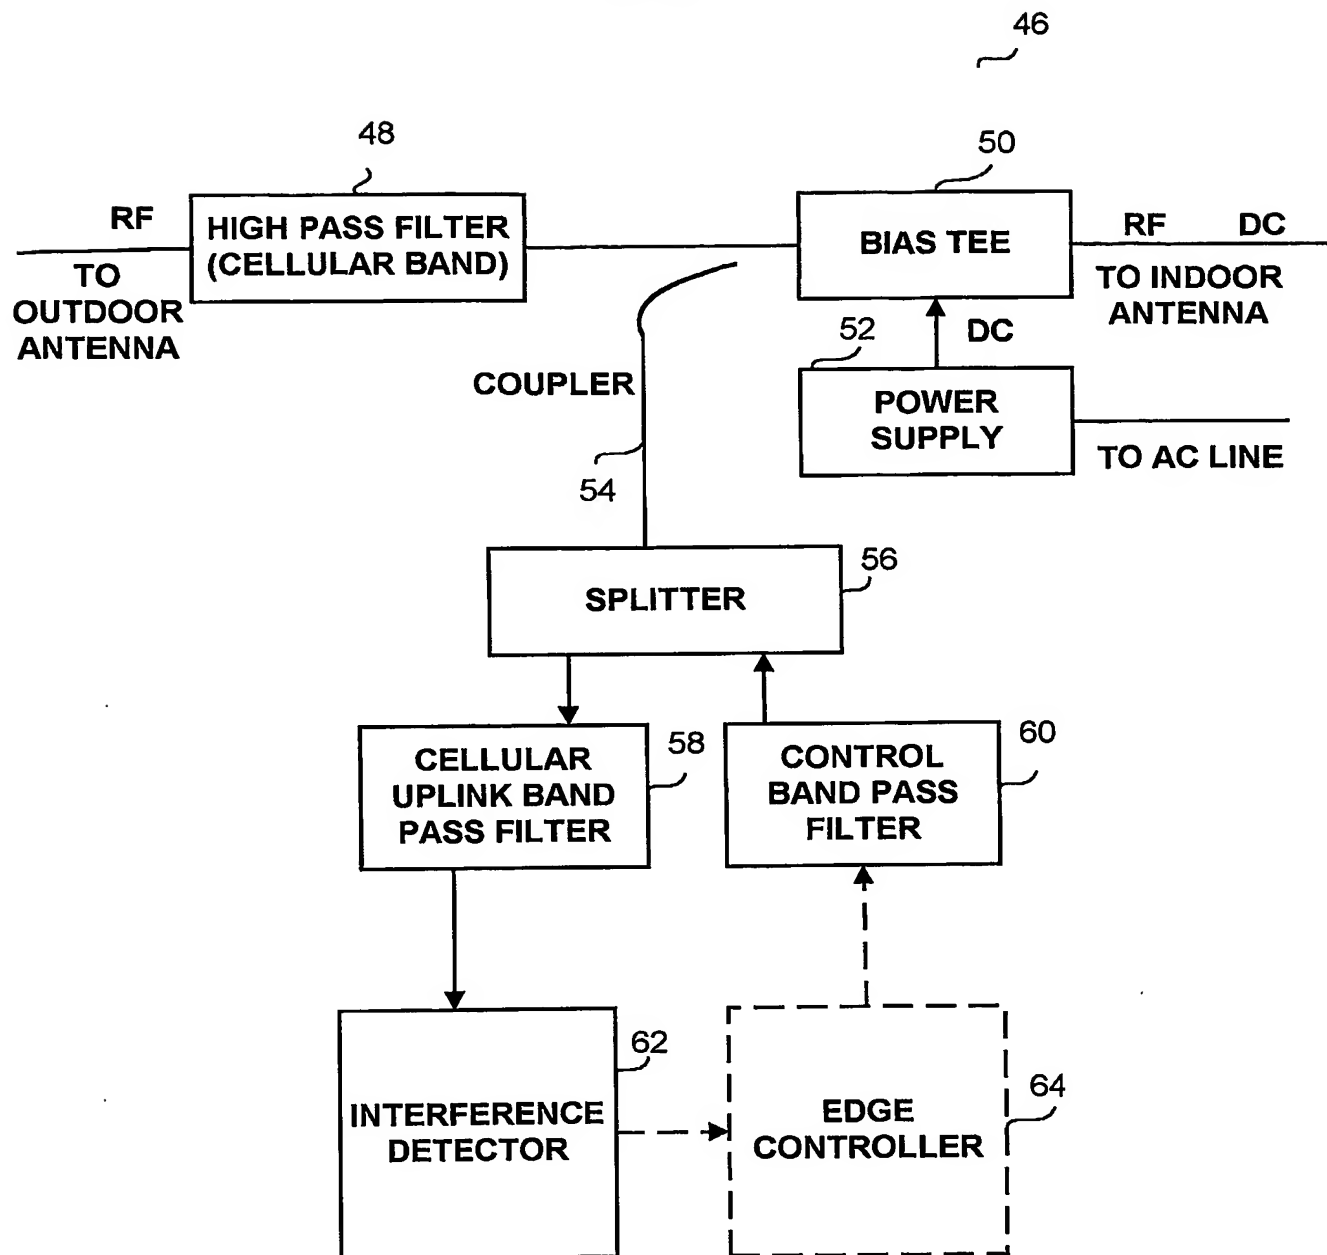 46
48
50
RF
HIGH PASS FILTER
(CELLULAR BAND)
BIAS TEE
RF
DC
TO
OUTDOOR
ANTENNA
TO INDOOR
ANTENNA
52
DC
COUPLER
POWER
SUPPLY
TO AC LINE
54
SPLITTER
56
CELLULAR
UPLINK BAND
PASS FILTER
58
CONTROL
BAND PASS
FILTER
60
INTERFERENCE
DETECTOR
62
EDGE
CONTROLLER
64